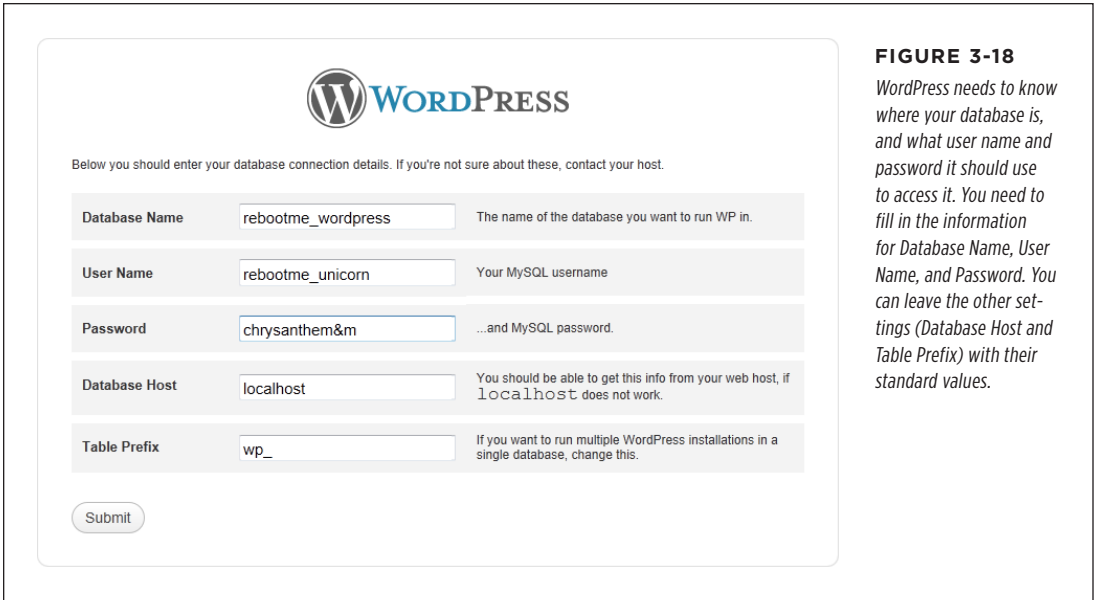 WORDPRESS
Below you should enter your database connection details. If you're not sure about these, contact your host.
Database Name
rebootme_wordpress
The name of the database you want to run WP in.
User Name
rebootme_unicorn
Your MySQL username
Password
chrysanthem&m
...and MySQL password.
Database Host
localhost
You should be able to get this info from your web host, if
localhost does not work.
Table Prefix
wp_
If you want to run multiple WordPress installations in a
single database, change this.
Submit
FIGURE 3-18
WordPress needs to know
where your database is,
and what user name and
password it should use
to access it. You need to
fill in the information
for Database Name, User
Name, and Password. You
can leave the other set-
tings (Database Host and
Table Prefix) with their
standard values.